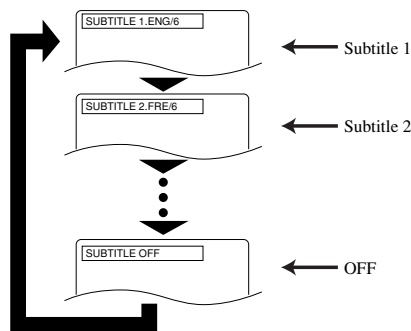 SUBTITLE 1.ENG/6
Subtitle 1
SUBTITLE 2.FRE/6
Subtitle 2
SUBTITLE OFF
OFF